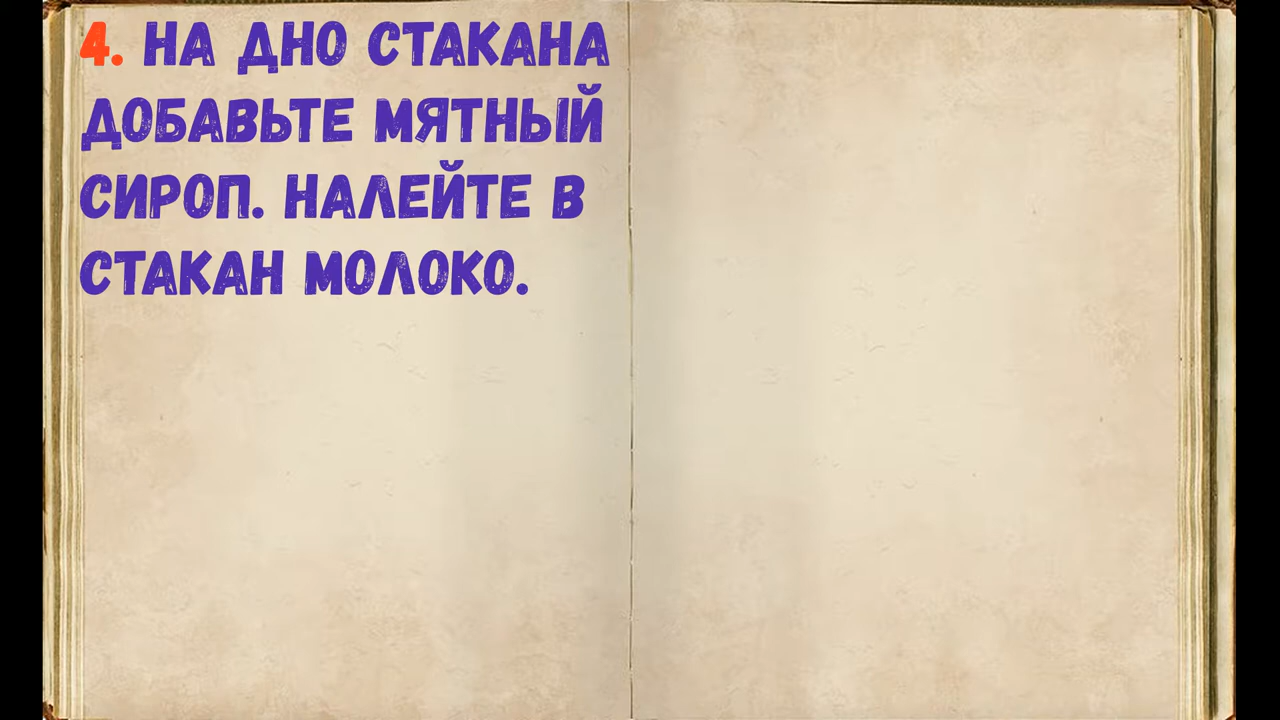 4. НА ДНО СТАКАНА
ДОБАВЬТЕ МЯТНЫЙ
СИРОП. НАЛЕЙТЕ В
СТАКАН МОЛОКО.